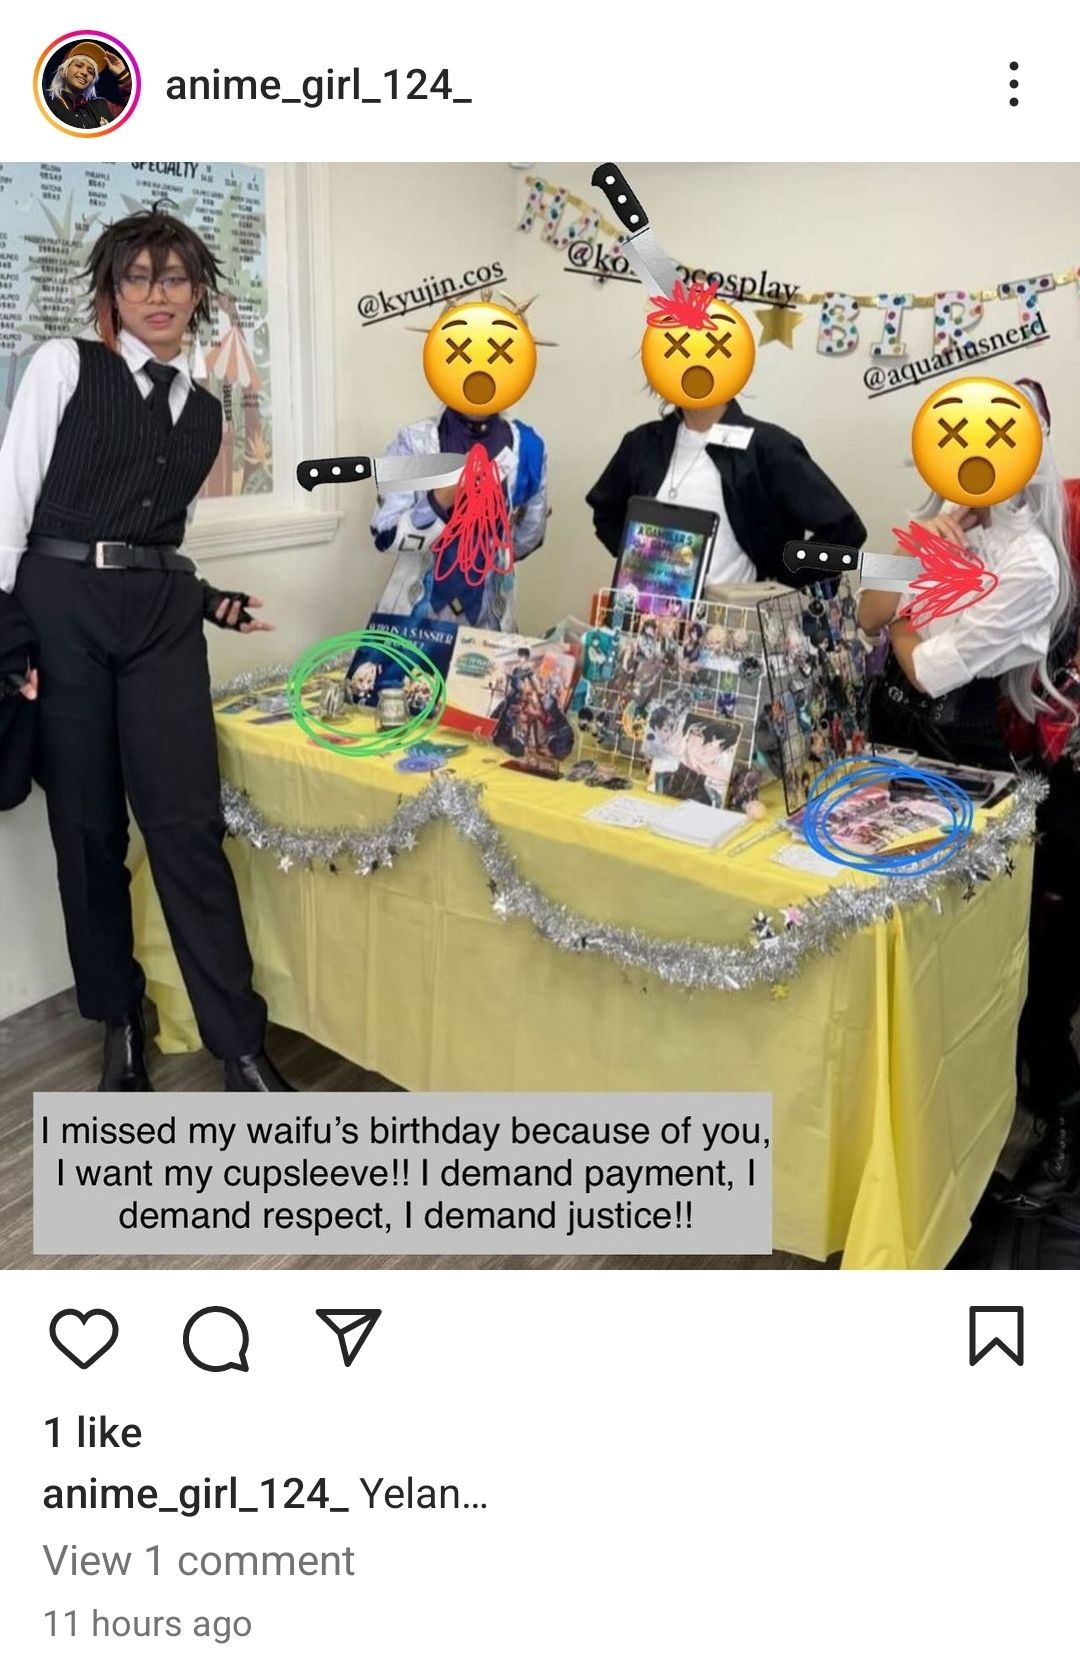 anime_girl_124_
SPECIALTY
@kyujin.cos
@ko
cosplay
@aquariusnerd
HA
BIRT
I missed my waifu’s birthday because of you,
I want my cupsleeve!! I demand payment, I
demand respect, I demand justice!!
1 like
anime_girl_124_ Yelan...
View 1 comment
11 hours ago